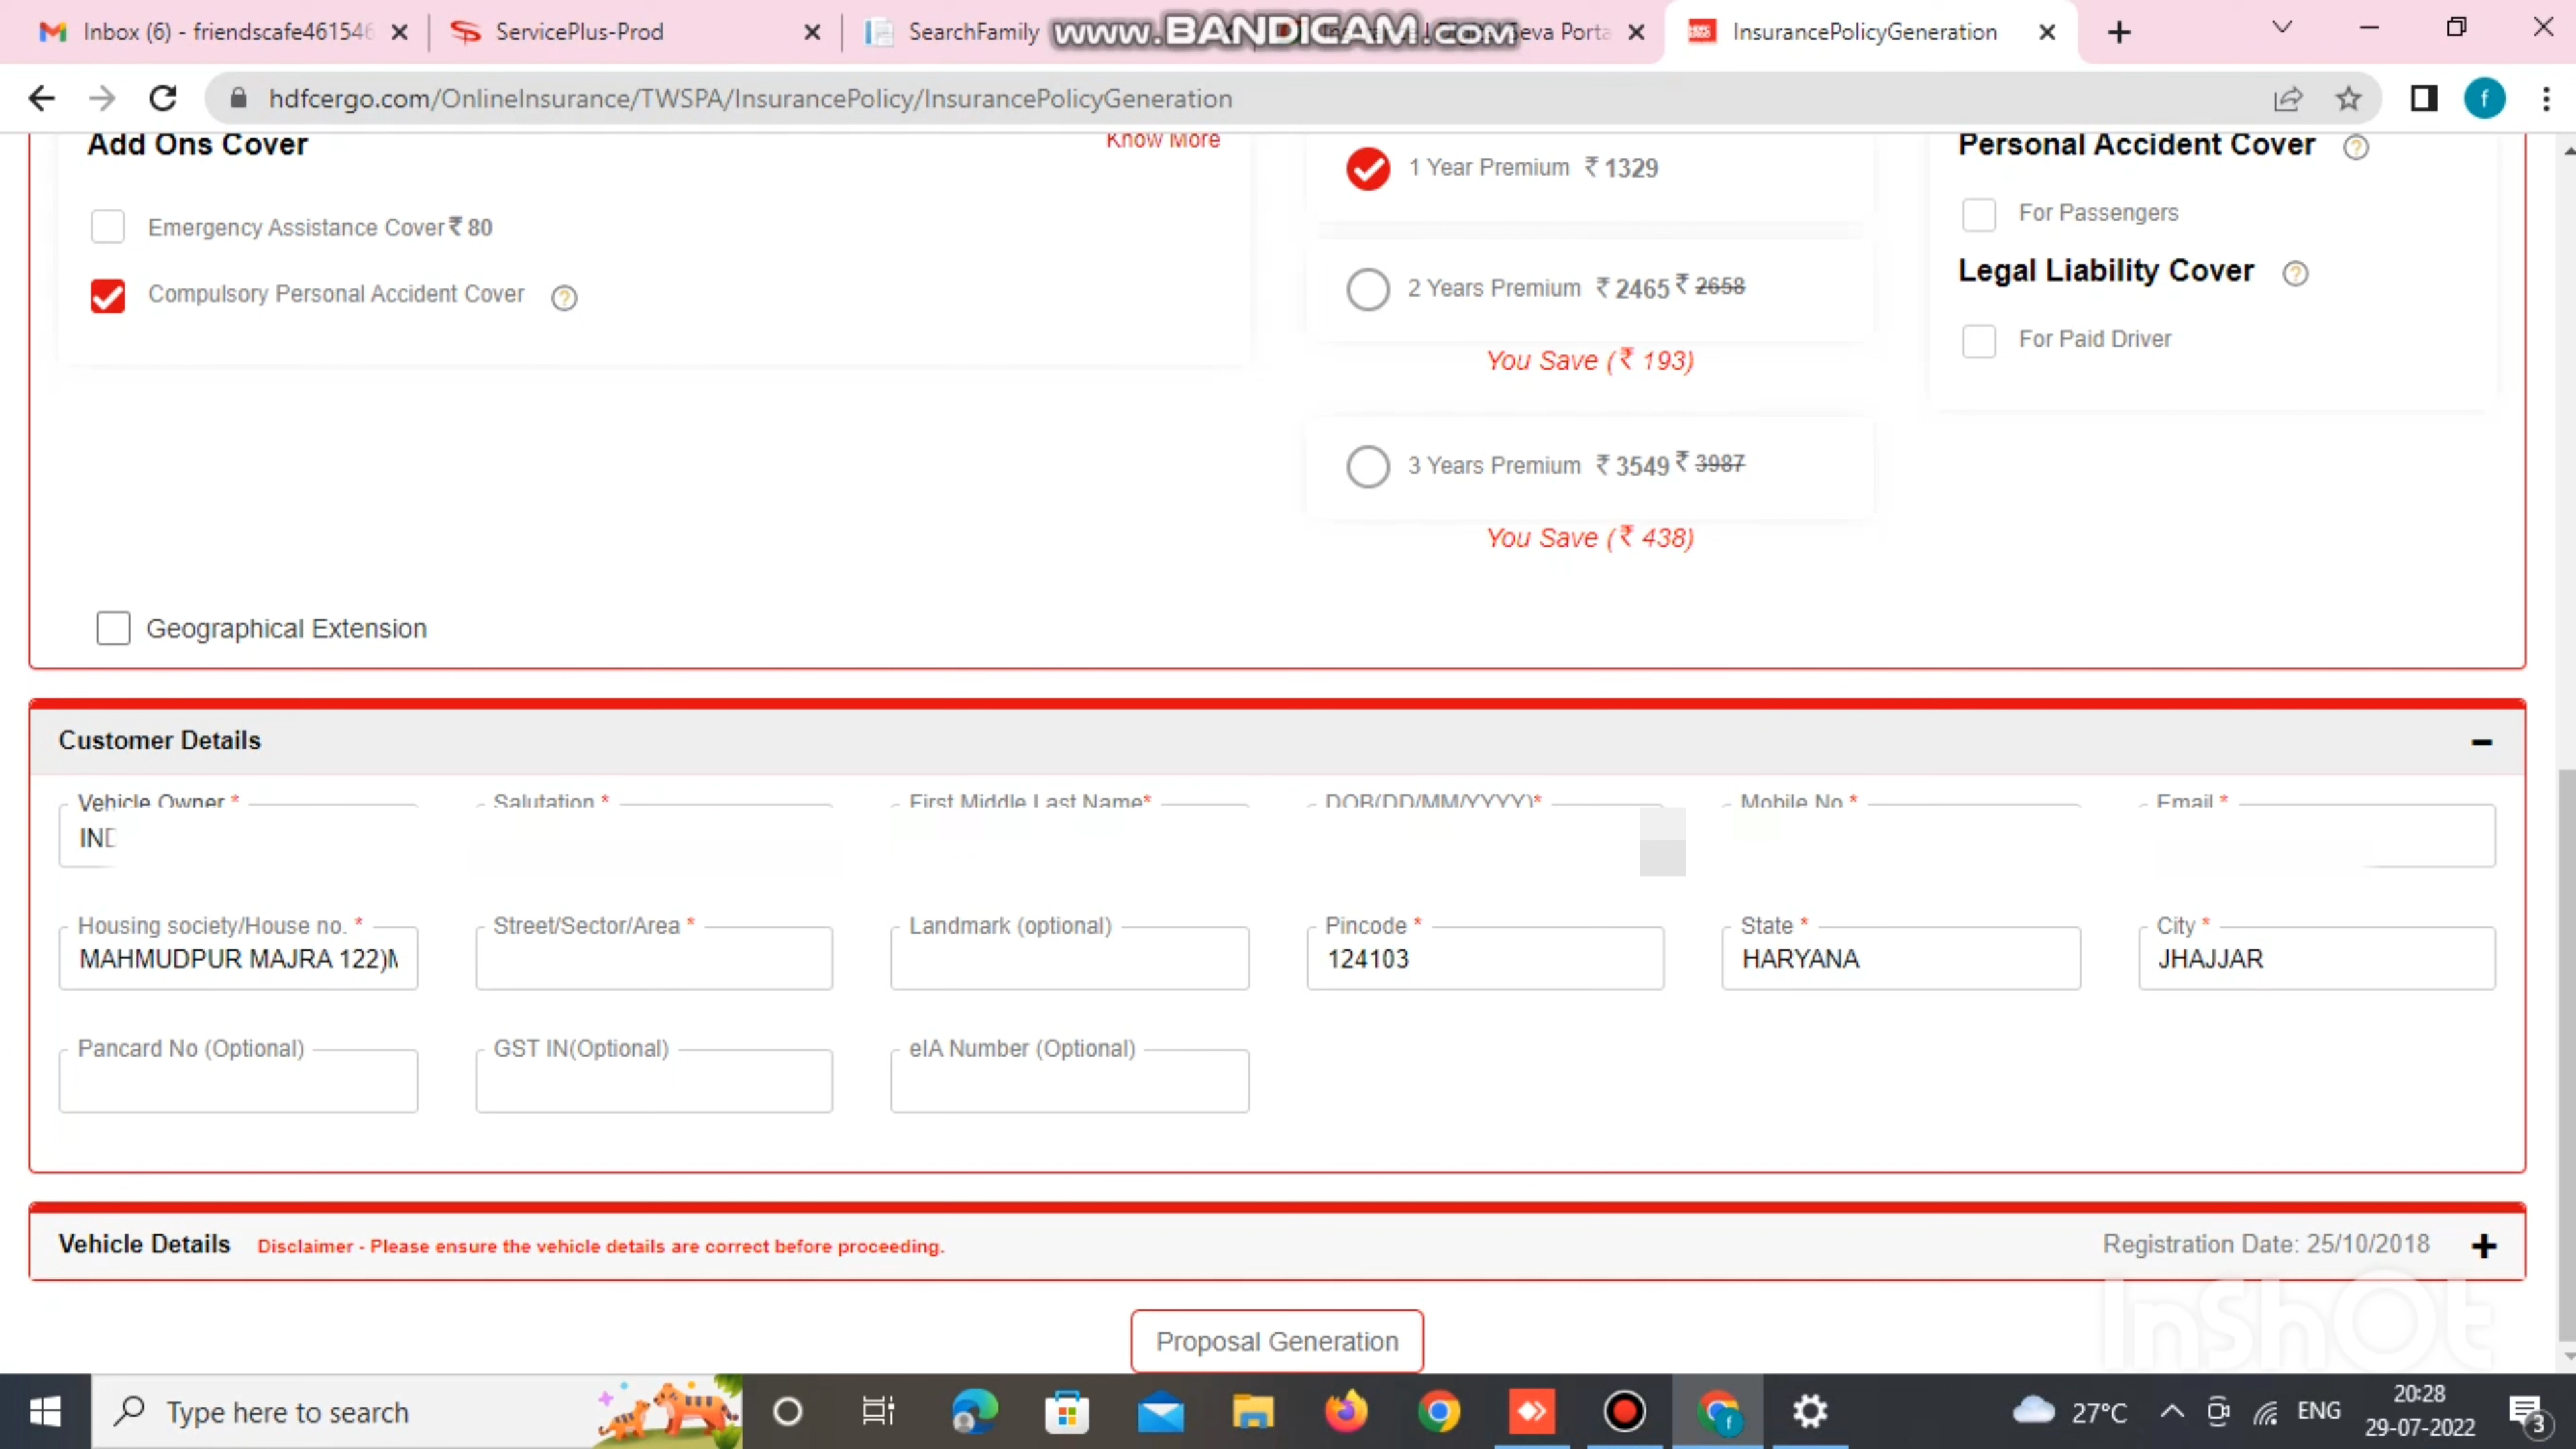 Inbox (6) - friendscafe461546
ServicePlus-Prod
SearchFamily
www.BANDICAM.com
Seva Porta
InsurancePolicyGeneration
hdfcergo.com/OnlineInsurance/TWSPA/InsurancePolicy/InsurancePolicyGeneration
Add Ons Cover
Know More
Emergency Assistance Cover ₹ 80
Compulsory Personal Accident Cover
1 Year Premium ₹ 1329
2 Years Premium ₹ 2465 ₹ 2658
You Save (₹ 193)
3 Years Premium ₹ 3549 ₹ 3987
You Save (₹ 438)
Personal Accident Cover
For Passengers
Legal Liability Cover
For Paid Driver
Geographical Extension
Customer Details
Vehicle Owner * Salutation * First Middle Last Name* DOB(DD/MM/YYYY)* Mobile No * Email *
IND
Housing society/House no. * Street/Sector/Area * Landmark (optional) Pincode * State * City *
MAHMUDPUR MAJRA 122) 124103 HARYANA JHAJJAR
Pancard No (Optional) GST IN(Optional) eIA Number (Optional)
Vehicle Details Disclaimer - Please ensure the vehicle details are correct before proceeding. Registration Date: 25/10/2018
InShOt
Proposal Generation
Type here to search
27°C
ENG
20:28
29-07-2022
3